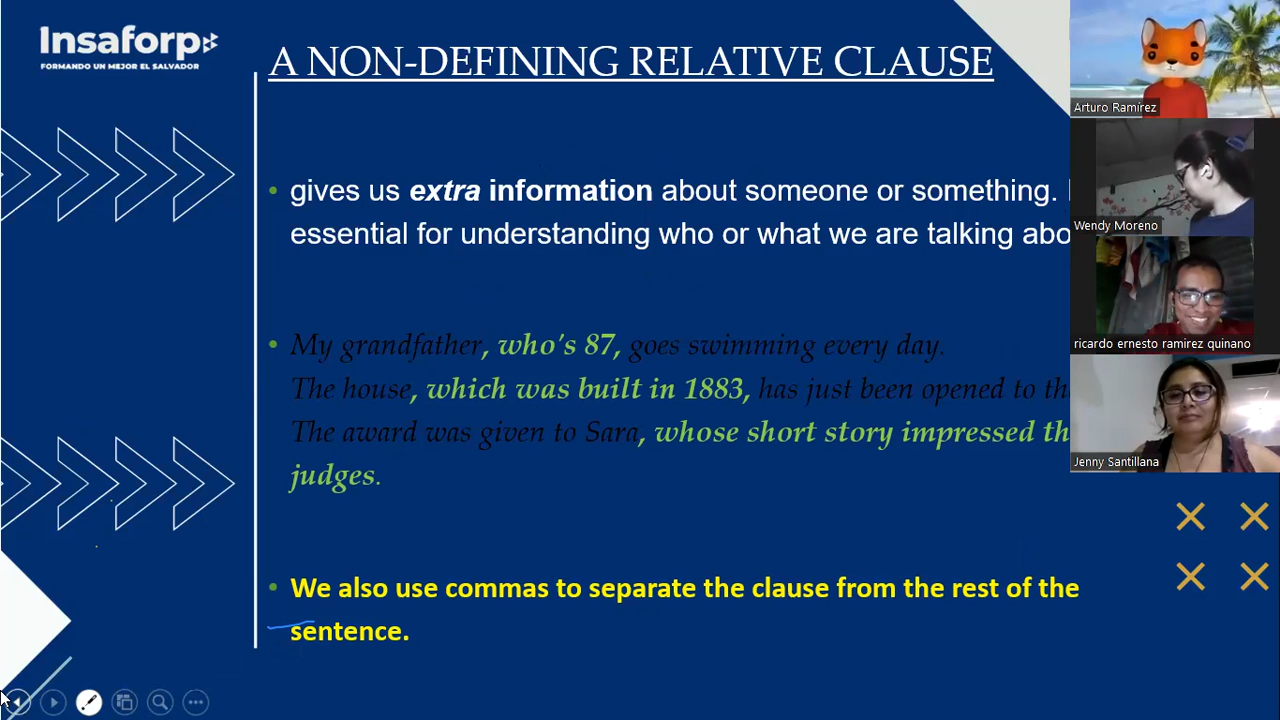 Insaforp
FORMANDO UN MEJOR EL SALVADOR
A NON-DEFINING RELATIVE CLAUSE
gives us extra information about someone or something.
essential for understanding who or what we are talking
My grandfather, who's 87, goes swimming every day.
The house, which was built in 1883, has just been opened to
The award was given to Sara, whose short story impressed
judges.
We also use commas to separate the clause from the rest of the
sentence.
Arturo Ramírez
Wendy Moreno
ricardo ernesto ramirez quinano
Jenny Santillana